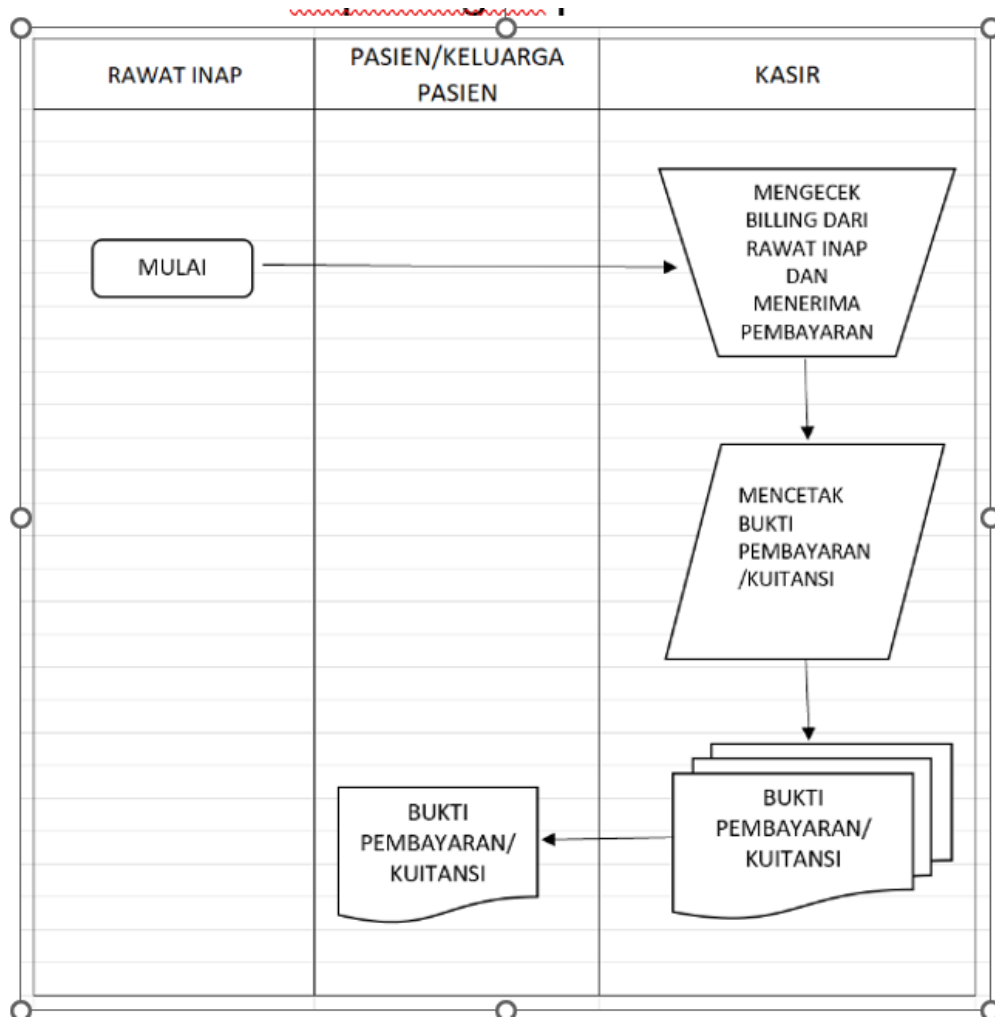 RAWAT INAP
PASIEN/KELUARGA
PASIEN
KASIR
MULAI
MENGECEK
BILLING DARI
RAWAT INAP
DAN
MENERIMA
PEMBAYARAN
MENCETAK
BUKTI
PEMBAYARAN
/KUITANSI
BUKTI
PEMBAYARAN/
KUITANSI
BUKTI
PEMBAYARAN/
KUITANSI